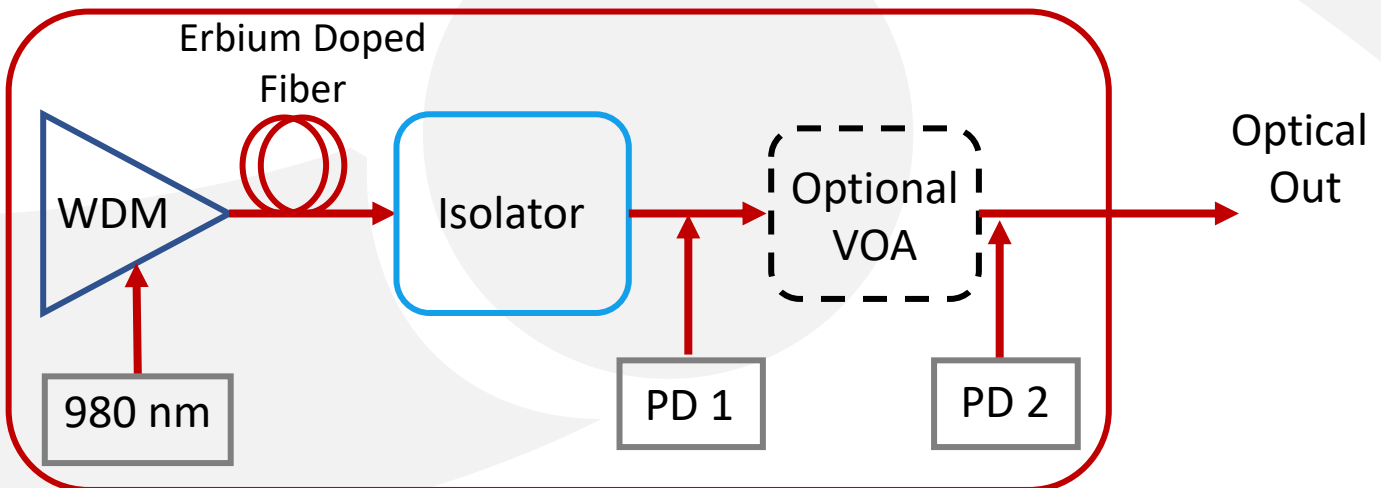 Erbium Doped
Fiber
WDM
Isolator
Optional
VOA
Optical
Out
980 nm
PD 1
PD 2